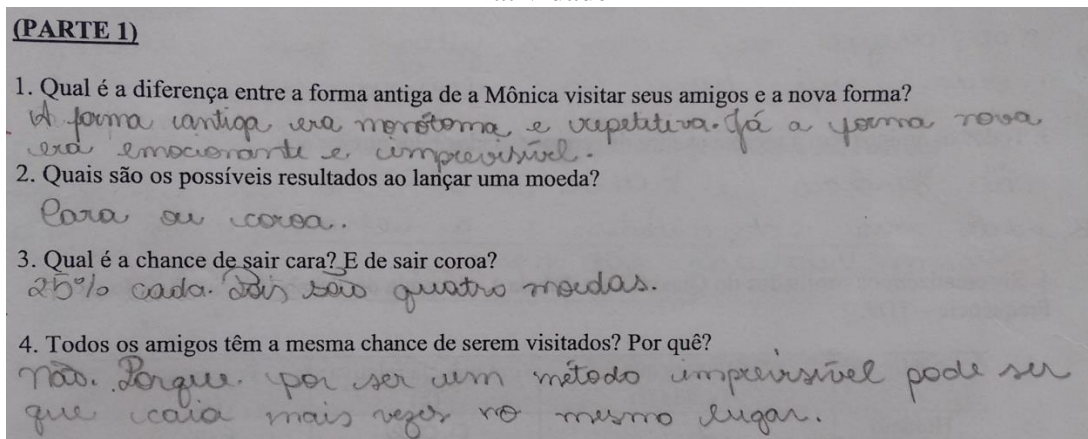 (PARTE 1)
1. Qual é a diferença entre a forma antiga de a Mônica visitar seus amigos e a nova forma?
A forma antiga era monótoma e repetitiva. Já a forma nova
era emocionante e imprevisível.
2. Quais são os possíveis resultados ao lançar uma moeda?
Cara ou coroa.
3. Qual é a chance de sair cara? E de sair coroa?
25% cada. Pois são quatro moedas.
4. Todos os amigos têm a mesma chance de serem visitados? Por quê?
Não. Porque por ser um método imprevisível pode ser
que caia mais vezes no mesmo lugar.